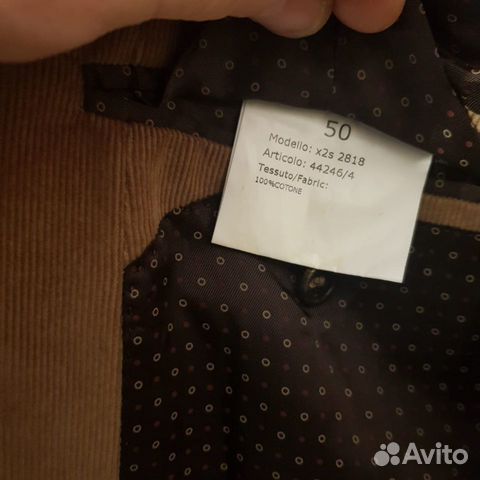 50
Modello: x2s 2818
Articolo: 44246/4
Tessuto/Fabric:
100%COTONE
Avito